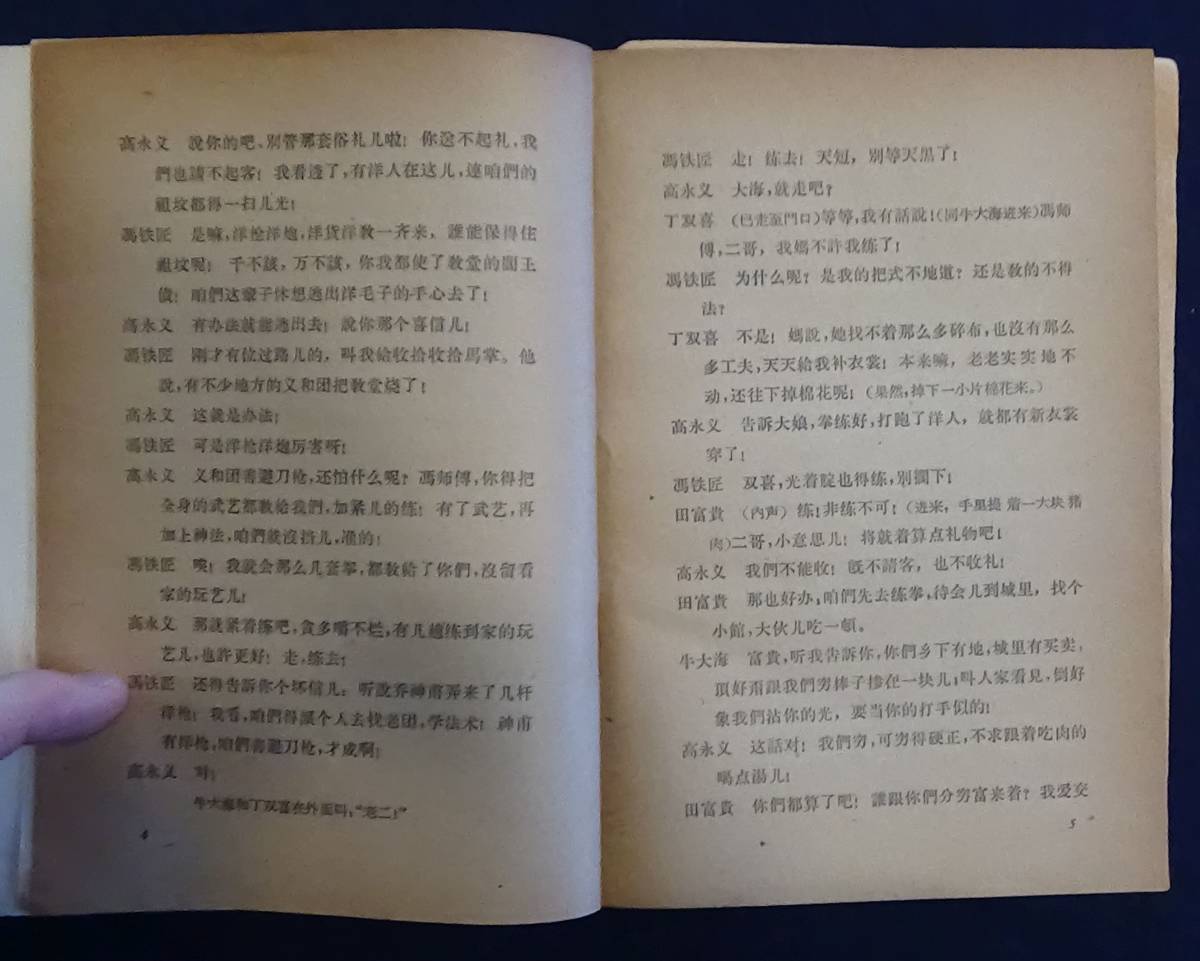 高永义　說你的吧，別管那套俗礼儿啦！你送不起礼，我
們也請不起客！我看透了，有洋人在这儿，連咱們的
祖坟都得一扫儿光！
馮铁匠　是嘛，洋枪洋炮，洋貨洋教一齐来，誰能保得住
祖坟呢！千不該，万不該，你我都使了教堂的閻王
債！咱們这輩子休想逃出洋毛子的手心去了！
高永义　有办法就能逃出去！說你那个喜信儿！
馮铁匠　刚才有位过路儿的，叫我給收拾收拾馬掌。他
說，有不少地方的义和团把教堂烧了！
高永义　这就是办法！
馮铁匠　可是洋枪洋炮厉害呀！
高永义　义和团善避刀枪，还怕什么呢？馮师傅，你得把
全身的武艺都教給我們，加紧儿的练！有了武艺，再
加上神法，咱們就沒挡儿，准的！
馮铁匠　唉！我就会那么几套拳，都教給了你們，沒留看
家的玩艺儿！
高永义　那就紧着练吧，貪多嚼不烂，有几趟练到家的玩
艺儿，也許更好！走，练去！
馮铁匠　还得告訴你个坏信儿：听說乔神甫弄来了几杆
洋枪！我看，咱們得派个人去找老团，学法术！神甫
有洋枪，咱們善避刀枪，才成啊！
高永义　对！
牛大海和丁双喜在外面叫：“老二！”
4
馮铁匠　走！练去！天短，別等天黑了！
高永义　大海，就走吧？
丁双喜　（已走至門口）等等，我有話說！（同牛大海进来）馮师
傅，二哥，我媽不許我练了！
馮铁匠　为什么呢？是我的把式不地道？还是教的不得
法？
丁双喜　不是！媽說，她找不着那么多碎布，也沒有那么
多工夫，天天給我补衣裳！本来嘛，老老实实地不
动，还往下掉棉花呢！（果然，掉下一小片棉花来。）
高永义　告訴大娘，拳练好，打跑了洋人，就都有新衣裳
穿了！
馮铁匠　双喜，光着腚也得练，別擱下！
田富貴　（內声）练！非练不可！（进来，手里提着一大块猪
肉）二哥，小意思儿！将就着算点礼物吧！
高永义　我們不能收！既不請客，也不收礼！
田富貴　那也好办，咱們先去练拳，待会儿到城里，找个
小館，大伙儿吃一頓。
牛大海　富貴，听我告訴你，你們乡下有地，城里有买卖，
頂好甭跟我們穷棒子掺在一块儿！叫人家看見，倒好
象我們沾你的光，要当你的打手似的！
高永义　这話对！我們穷，可穷得硬正，不求跟着吃肉的
喝点湯儿！
田富貴　你們都算了吧！誰跟你們分穷富来着？我爱交
5